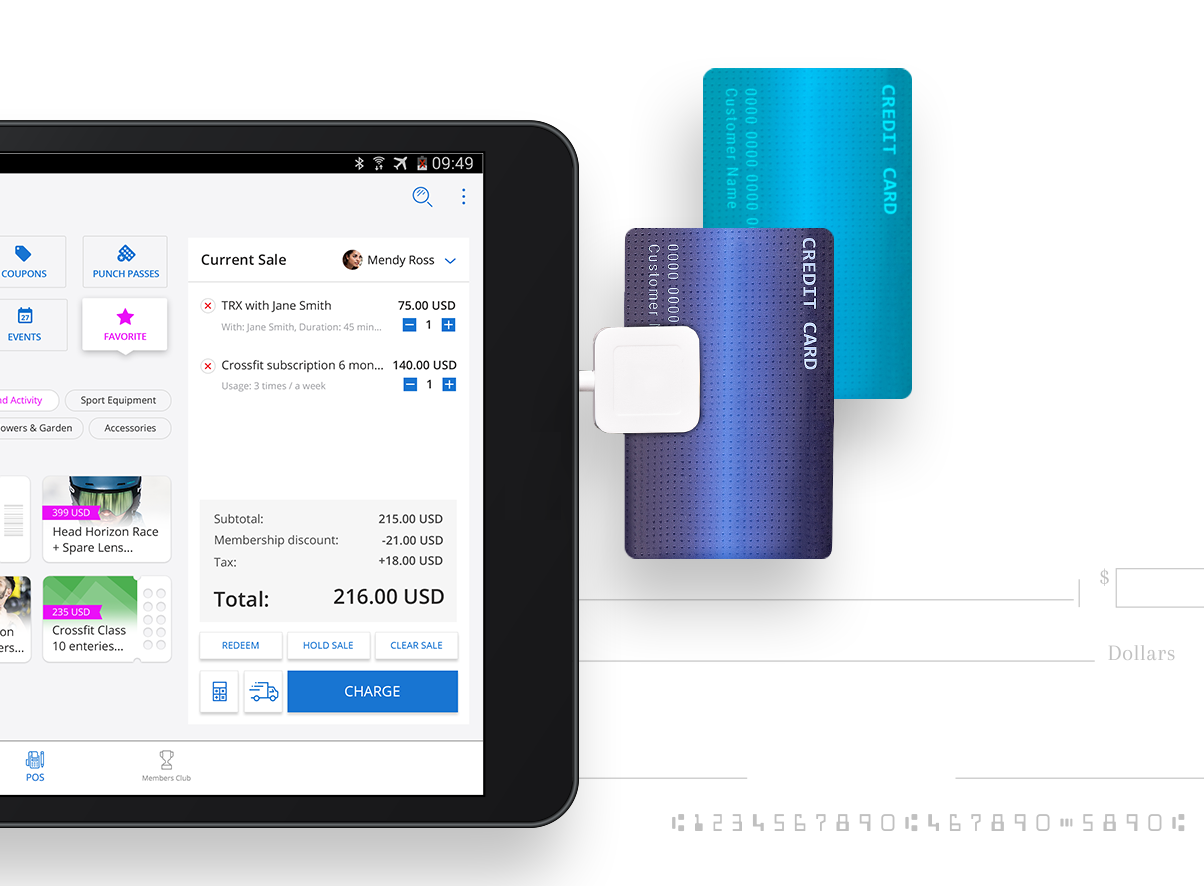 09:49
COUPONS
PUNCH PASSES
27
EVENTS
FAVORITE
Current Sale
Mendy Ross
TRX with Jane Smith 75.00 USD
With: Jane Smith, Duration: 45 min... 1
Crossfit subscription 6 mon... 140.00 USD
Usage: 3 times / a week 1
Activity
Sport Equipment
& Garden
Accessories
399 USD
Head Horizon Race
+ Spare Lens...
235 USD
Crossfit Class
10 enteries...
Subtotal: 215.00 USD
Membership discount: -21.00 USD
Tax: +18.00 USD
Total: 216.00 USD
REDEEM
HOLD SALE
CLEAR SALE
CHARGE
POS
Members Club
CREDIT CARD
0000 0000 0000 0
Customer Name
CREDIT CARD
0000 0000
Customer
$
Dollars
1234567890 467890 5890